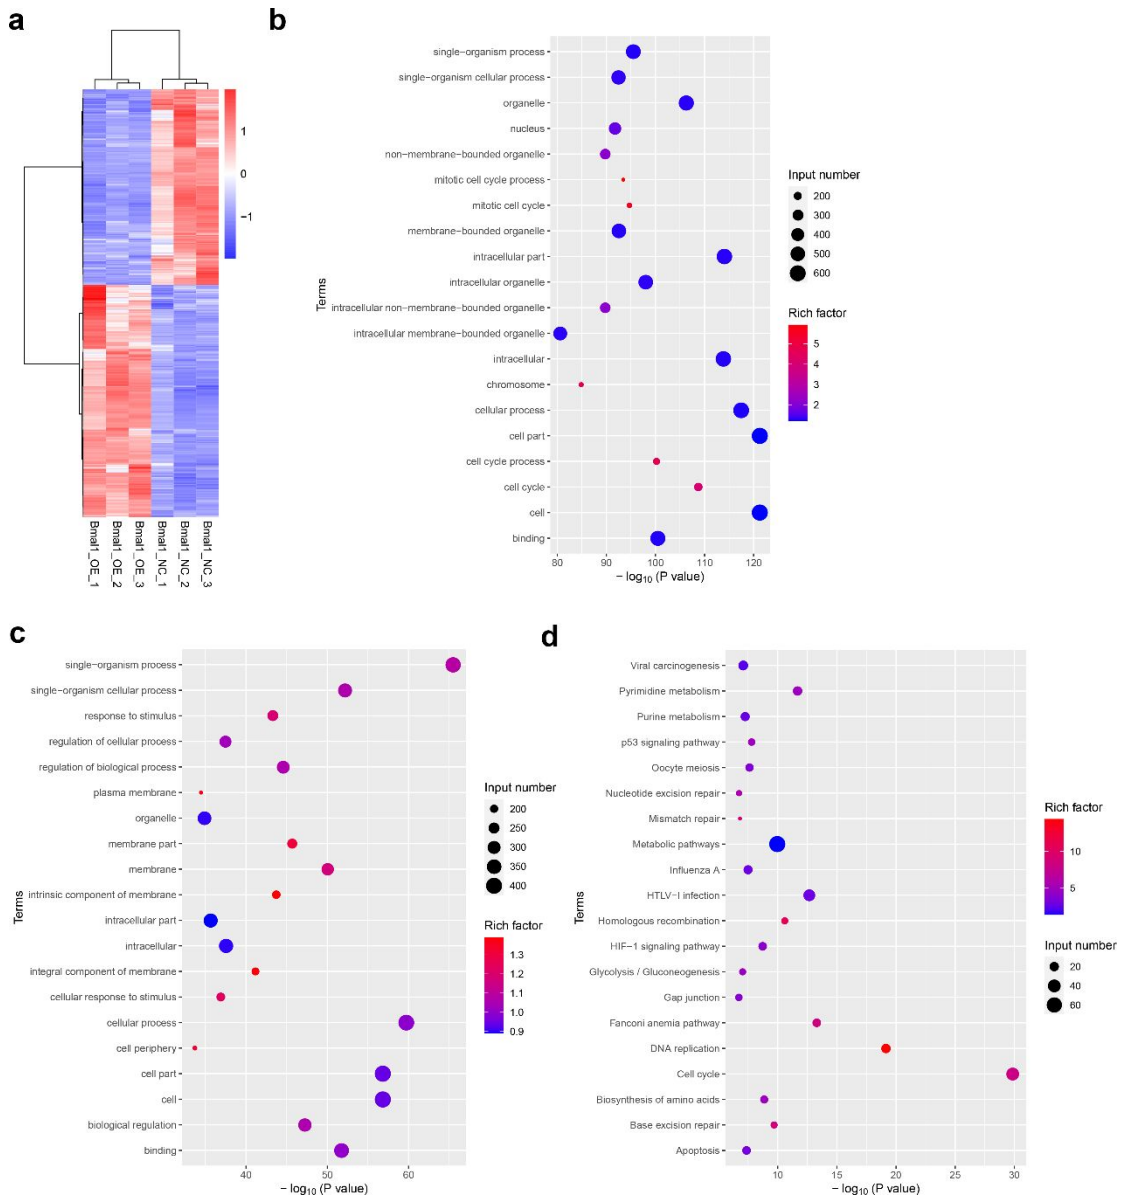 a
1
0
−1
Bmal1_OE_1
Bmal1_OE_2
Bmal1_OE_3
Bmal1_NC_1
Bmal1_NC_2
Bmal1_NC_3
b
Terms
single−organism process
single−organism cellular process
organelle
nucleus
non−membrane−bounded organelle
mitotic cell cycle process
mitotic cell cycle
membrane−bounded organelle
intracellular part
intracellular organelle
intracellular non−membrane−bounded organelle
intracellular membrane−bounded organelle
intracellular
chromosome
cellular process
cell part
cell cycle process
cell cycle
cell
binding
80 90 100 110 120
− log10 (P value)
Input number
200
300
400
500
600
Rich factor
5
4
3
2
c
Terms
single−organism process
single−organism cellular process
response to stimulus
regulation of cellular process
regulation of biological process
plasma membrane
organelle
membrane part
membrane
intrinsic component of membrane
intracellular part
intracellular
integral component of membrane
cellular response to stimulus
cellular process
cell periphery
cell part
cell
biological regulation
binding
40 50 60
− log10 (P value)
Input number
200
250
300
350
400
Rich factor
1.3
1.2
1.1
1.0
0.9
d
Terms
Viral carcinogenesis
Pyrimidine metabolism
Purine metabolism
p53 signaling pathway
Oocyte meiosis
Nucleotide excision repair
Mismatch repair
Metabolic pathways
Influenza A
HTLV−I infection
Homologous recombination
HIF−1 signaling pathway
Glycolysis / Gluconeogenesis
Gap junction
Fanconi anemia pathway
DNA replication
Cell cycle
Biosynthesis of amino acids
Base excision repair
Apoptosis
10 15 20 25 30
− log10 (P value)
Rich factor
10
5
Input number
20
40
60